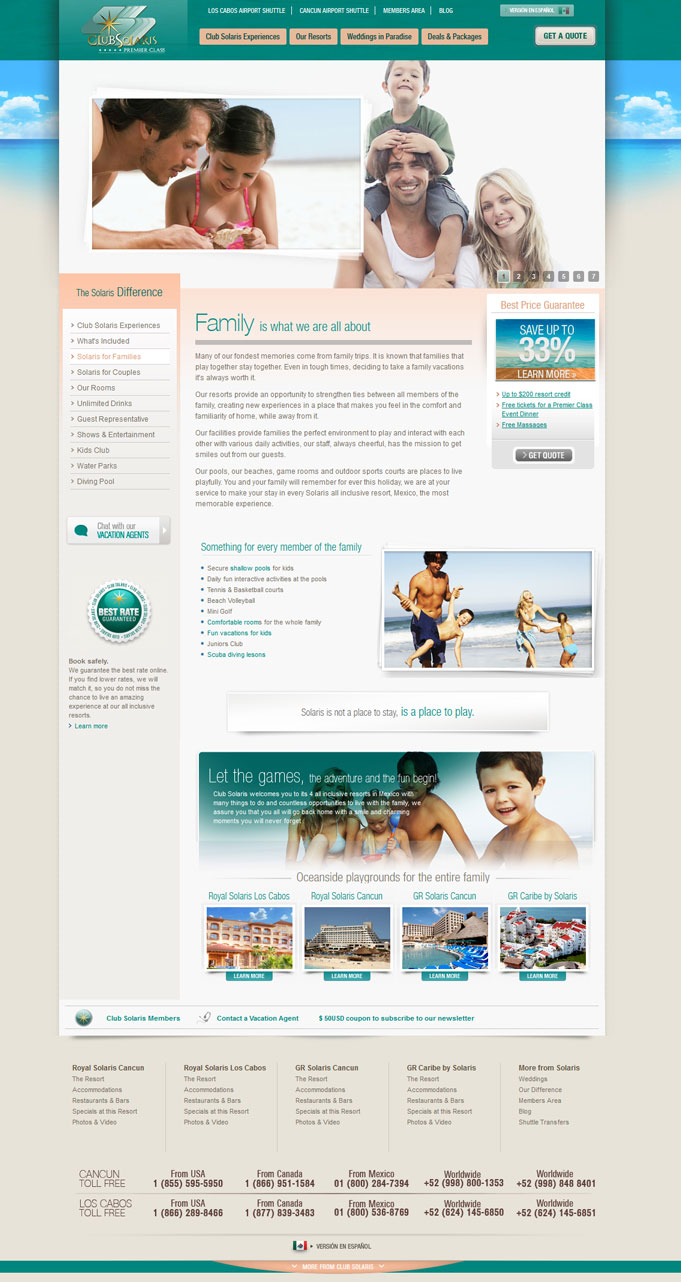 LOS CABOS AIRPORT SHUTTLE | CANCUN AIRPORT SHUTTLE | MEMBERS AREA | BLOG
VERSIÓN EN ESPAÑOL
CLUBSOLARIS
PREMIER CLASS
Club Solaris Experiences
Our Resorts
Weddings in Paradise
Deals & Packages
GET A QUOTE
1 2 3 4 5 6 7
The Solaris Difference
Club Solaris Experiences
What's Included
Solaris for Families
Solaris for Couples
Our Rooms
Unlimited Drinks
Guest Representative
Shows & Entertainment
Kids Club
Water Parks
Diving Pool
Chat with our
VACATION AGENTS
BEST RATE
GUARANTEED
Book safely.
We guarantee the best rate online.
If you find lower rates, we will
match it, so you do not miss the
chance to live an amazing
experience at our all inclusive
resorts.
Learn more
Family is what we are all about
Many of our fondest memories come from family trips. It is known that families that
play together stay together. Even in tough times, deciding to take a family vacations
it's always worth it.
Our resorts provide an opportunity to strengthen ties between all members of the
family, creating new experiences in a place that makes you feel in the comfort and
familiarity of home, while away from it.
Our facilities provide families the perfect environment to play and interact with each
other with various daily activities, our staff, always cheerful, has the mission to get
smiles out from our guests.
Our pools, our beaches, game rooms and outdoor sports courts are places to live
playfully. You and your family will remember for ever this holiday, we are at your
service to make your stay in every Solaris all inclusive resort, Mexico, the most
memorable experience.
Best Price Guarantee
SAVE UP TO
33%
LEARN MORE
Up to $200 resort credit
Free tickets for a Premier Class
Event Dinner
Free Massages
GET QUOTE
Something for every member of the family
Secure shallow pools for kids
Daily fun interactive activities at the pools
Tennis & Basketball courts
Beach Volleyball
Mini Golf
Comfortable rooms for the whole family
Fun vacations for kids
Juniors Club
Scuba diving lesons
Solaris is not a place to stay, is a place to play.
Let the games, the adventure and the fun begin!
Club Solaris welcomes you to its 4 all inclusive resorts in Mexico with
many things to do and countless opportunities to live with the family, we
assure you that you all will go back home with a smile and charming
moments you will never forget
Oceanside playgrounds for the entire family
Royal Solaris Los Cabos
Royal Solaris Cancun
GR Solaris Cancun
GR Caribe by Solaris
LEARN MORE
LEARN MORE
LEARN MORE
LEARN MORE
Club Solaris Members
Contact a Vacation Agent
$ 50USD coupon to subscribe to our newsletter
Royal Solaris Cancun
The Resort
Accommodations
Restaurants & Bars
Specials at this Resort
Photos & Video
Royal Solaris Los Cabos
The Resort
Accommodations
Restaurants & Bars
Specials at this Resort
Photos & Video
GR Solaris Cancun
The Resort
Accommodations
Restaurants & Bars
Specials at this Resort
Photos & Video
GR Caribe by Solaris
The Resort
Accommodations
Restaurants & Bars
Specials at this Resort
Photos & Video
More from Solaris
Weddings
Our Difference
Members Area
Blog
Shuttle Transfers
CANCUN
TOLL FREE
From USA
1 (855) 595-5950
From Canada
1 (866) 951-1584
From Mexico
01 (800) 284-7394
Worldwide
+52 (998) 800-1353
Worldwide
+52 (998) 848 8401
LOS CABOS
TOLL FREE
From USA
1 (866) 289-8466
From Canada
1 (877) 839-3483
From Mexico
01 (800) 536-8769
Worldwide
+52 (624) 145-6850
Worldwide
+52 (624) 145-6851
VERSIÓN EN ESPAÑOL
MORE FROM CLUB SOLARIS